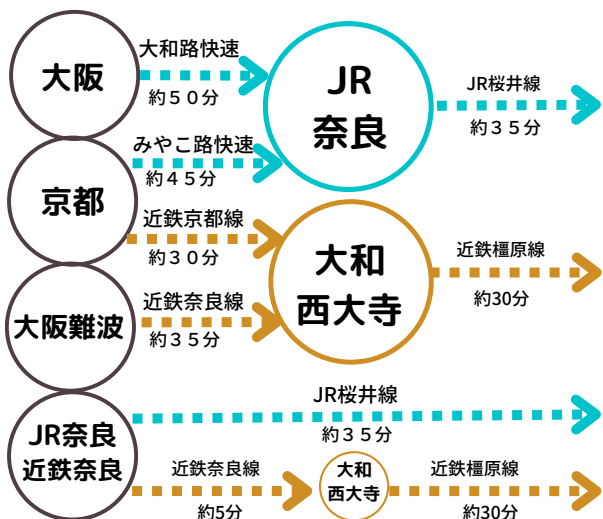 大阪
大和路快速
約５０分
JR
奈良
JR桜井線
約３５分
みやこ路快速
約４５分
京都
近鉄京都線
約３０分
大和
西大寺
近鉄橿原線
約30分
大阪難波
近鉄奈良線
約３５分
JR奈良
近鉄奈良
JR桜井線
約３５分
近鉄奈良線
約5分
大和
西大寺
近鉄橿原線
約30分